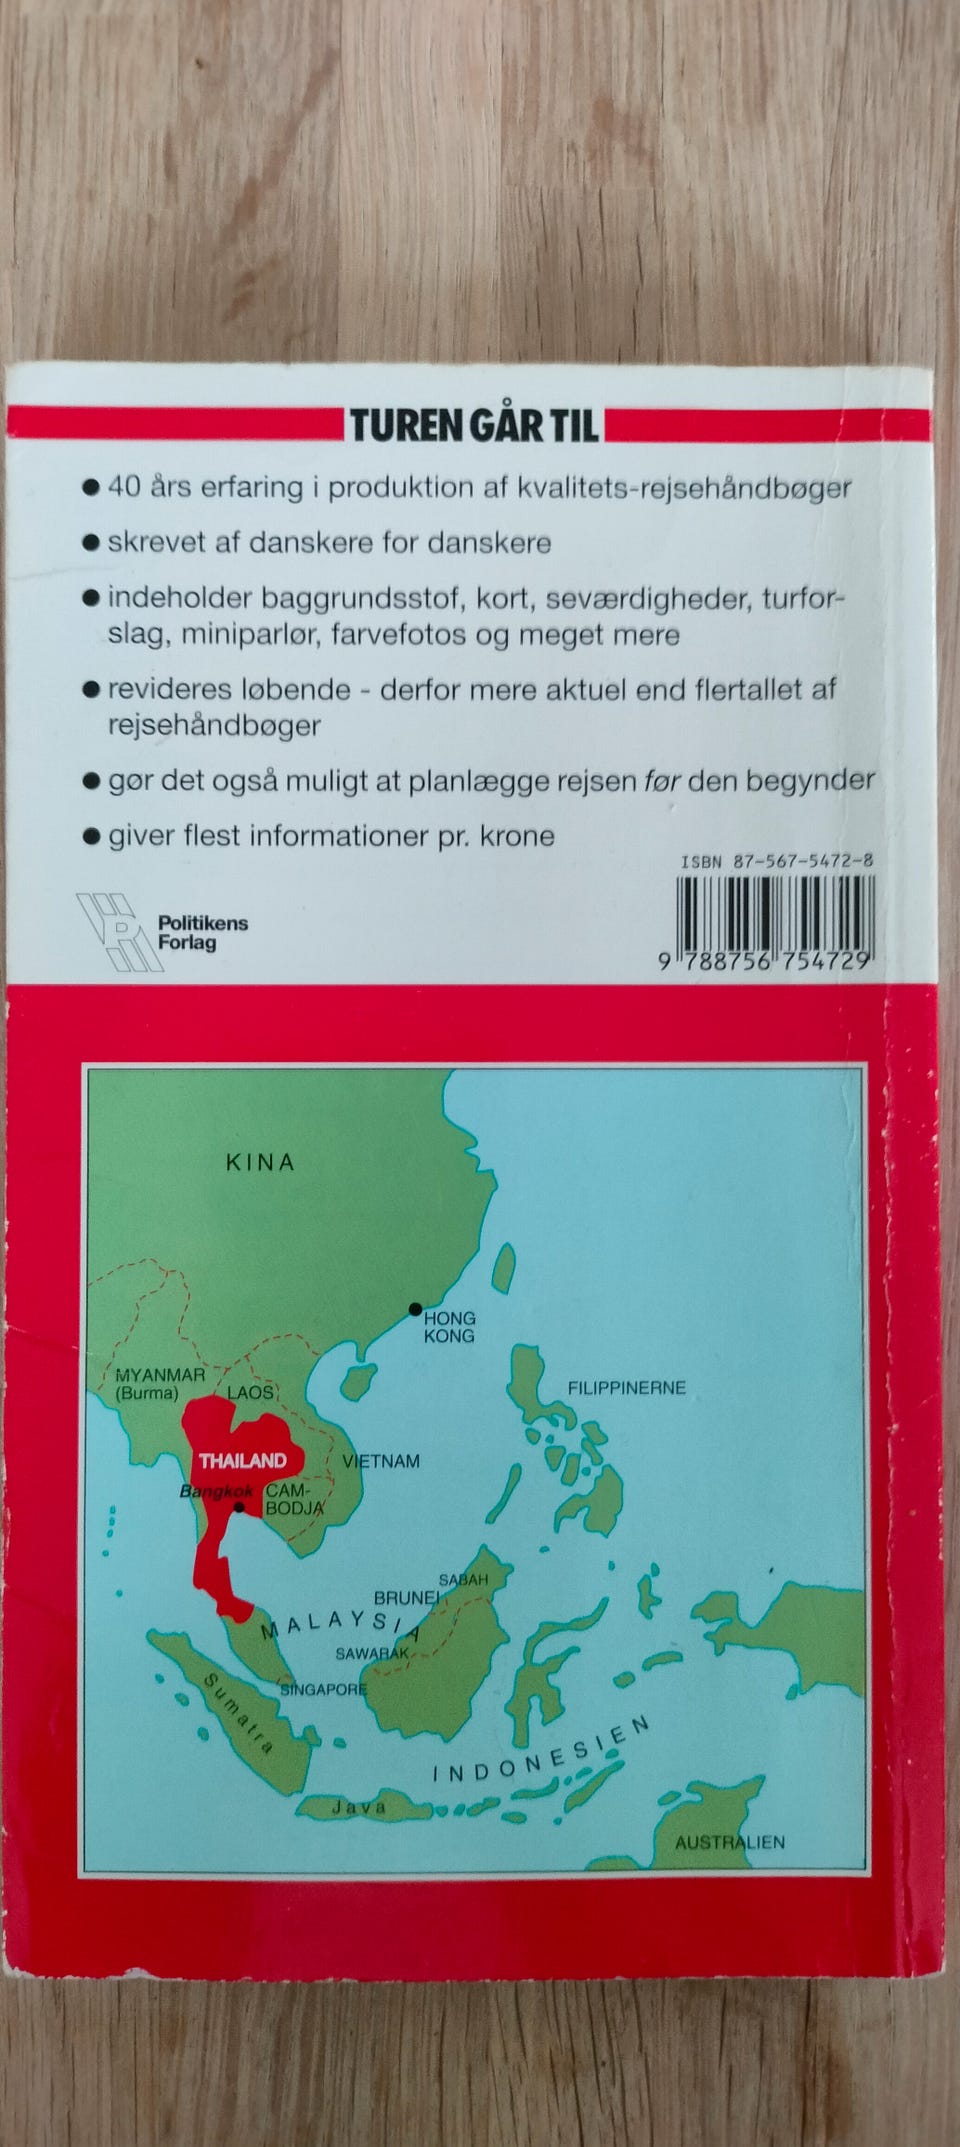 TUREN GÅR TIL
● 40 års erfaring i produktion af kvalitets-rejsehåndbøger
● skrevet af danskere for danskere
● indeholder baggrundsstof, kort, seværdigheder, turfor-
slag, miniparlør, farvefotos og meget mere
● revideres løbende - derfor mere aktuel end flertallet af
rejsehåndbøger
● gør det også muligt at planlægge rejsen før den begynder
● giver flest informationer pr. krone
ISBN 87-567-5472-8
P
Politikens
Forlag
9 788756 754729
KINA
HONG
KONG
MYANMAR
(Burma)
LAOS
FILIPPINERNE
THAILAND
VIETNAM
Bangkok
CAM-
BODJA
SABAH
BRUNEI
MALAYSIA
SAWARAK
SINGAPORE
Sumatra
INDONESIEN
Java
AUSTRALIEN